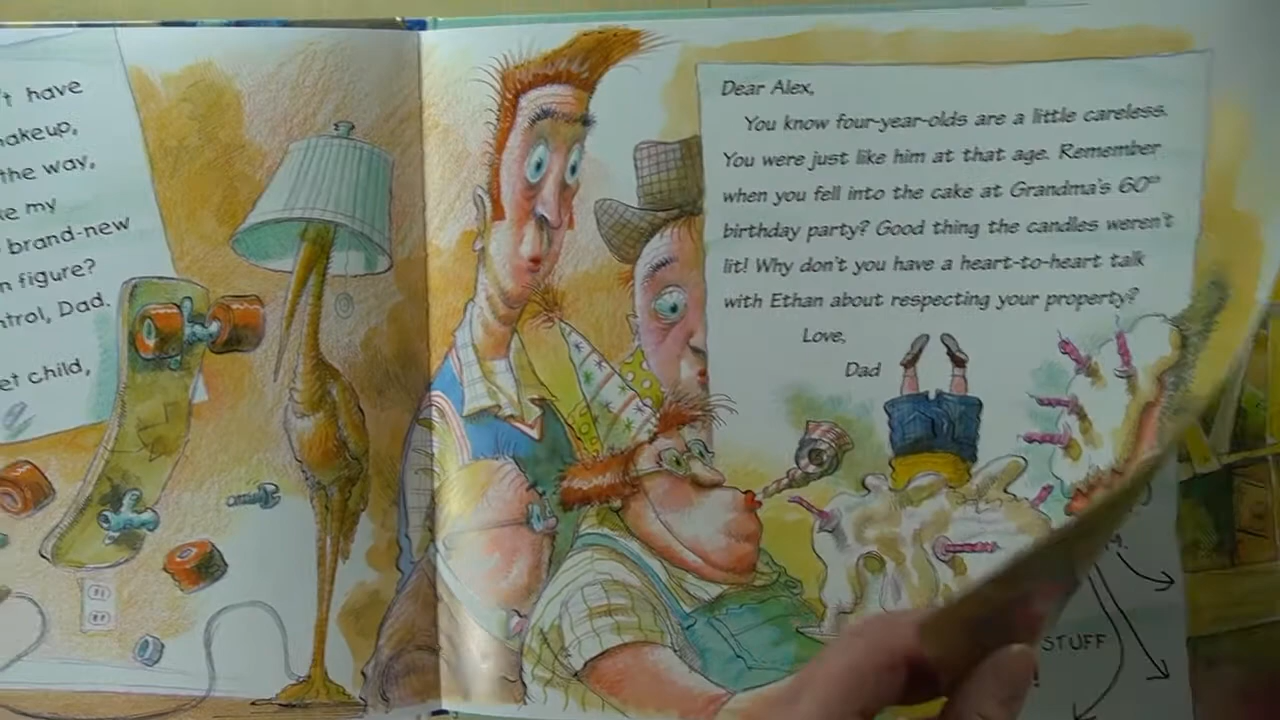 't have
makeup,
the way,
my
brand-new
figure?
ntrol, Dad.
et child,
Dear Alex,
You know four-year-olds are a little careless.
You were just like him at that age. Remember
when you fell into the cake at Grandma's 60th
birthday party? Good thing the candles weren't
lit! Why don't you have a heart-to-heart talk
with Ethan about respecting your property?
Love,
Dad
STUFF